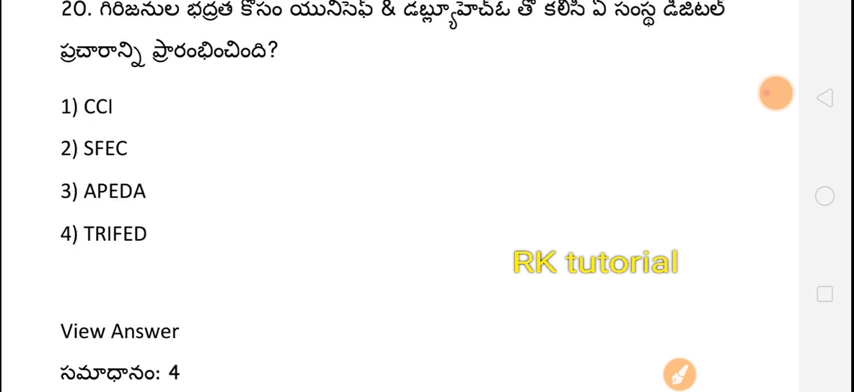 20. గిరిజనుల భద్రత కోసం యునిసెఫ్ & డబ్ల్యూహెచ్ఓ తో కలిసి ఏ సంస్థ డిజిటల్
ప్రచారాన్ని ప్రారంభించింది?
1) CCI
2) SFEC
3) APEDA
4) TRIFED
RK tutorial
View Answer
సమాధానం: 4